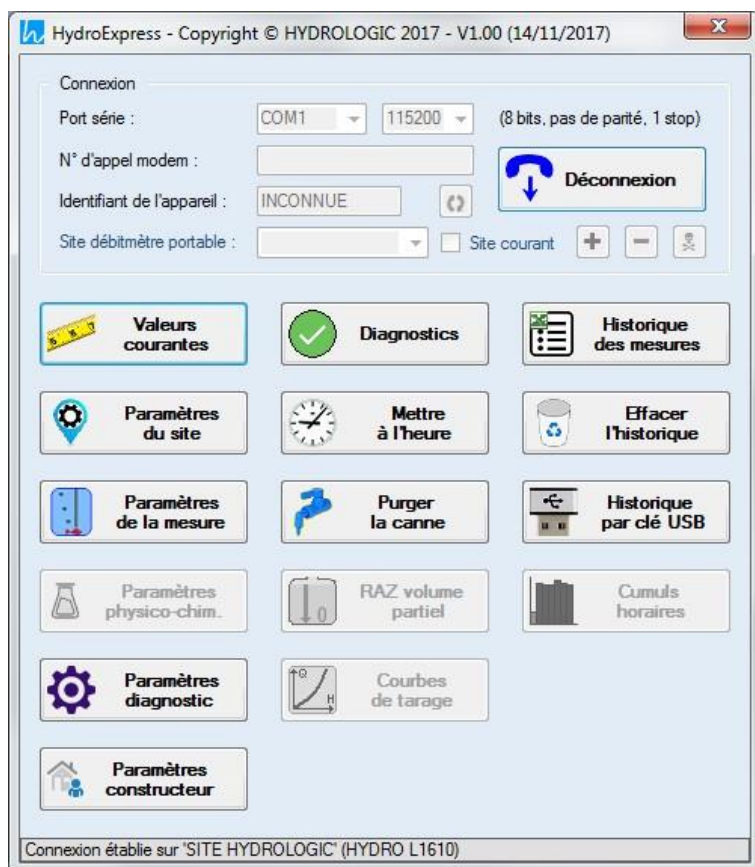 HydroExpress - Copyright © HYDROLOGIC 2017 - V1.00 (14/11/2017)
Connexion
Port série : COM1 115200 (8 bits, pas de parité, 1 stop)
N° d'appel modem :
Déconnexion
Identifiant de l'appareil : INCONNUE
Site débitmètre portable : Site courant
Valeurs
courantes
Diagnostics
Historique
des mesures
Paramètres
du site
Mettre
à l'heure
Effacer
l'historique
Paramètres
de la mesure
Purger
la canne
Historique
par clé USB
Paramètres
physico-chim.
0
RAZ volume
partiel
Cumuls
horaires
Paramètres
diagnostic
Q
H
Courbes
de tarage
Paramètres
constructeur
Connexion établie sur 'SITE HYDROLOGIC' (HYDRO L1610)